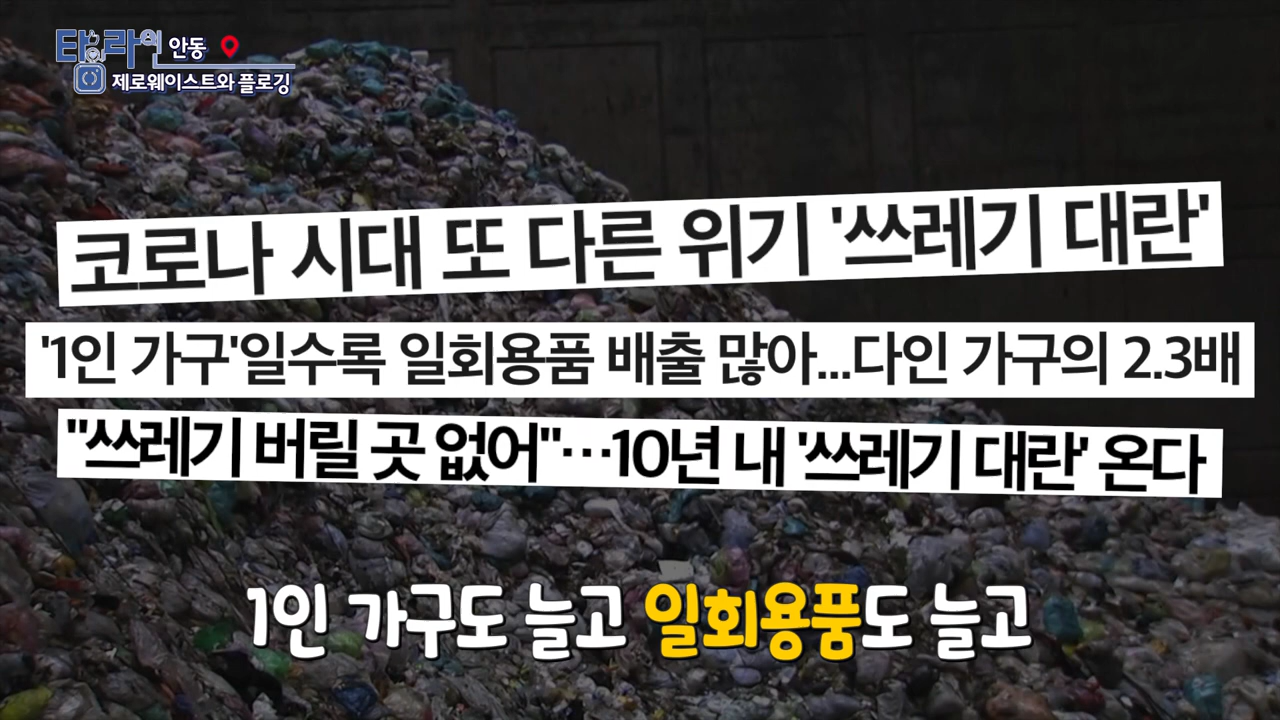 타라의 안동
제로웨이스트와 플로깅
코로나 시대 또 다른 위기 '쓰레기 대란'
'1인 가구'일수록 일회용품 배출 많아...다인 가구의 2.3배
"쓰레기 버릴 곳 없어"…10년 내 '쓰레기 대란' 온다
1인 가구도 늘고 일회용품도 늘고